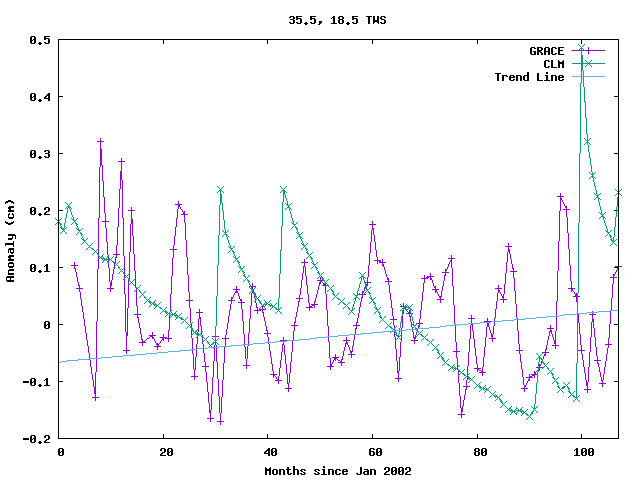 35.5, 18.5 TWS
GRACE
CLM
Trend Line
0.5
0.4
0.3
0.2
0.1
0
-0.1
-0.2
Anomaly (cm)
0 20 40 60 80 100
Months since Jan 2002